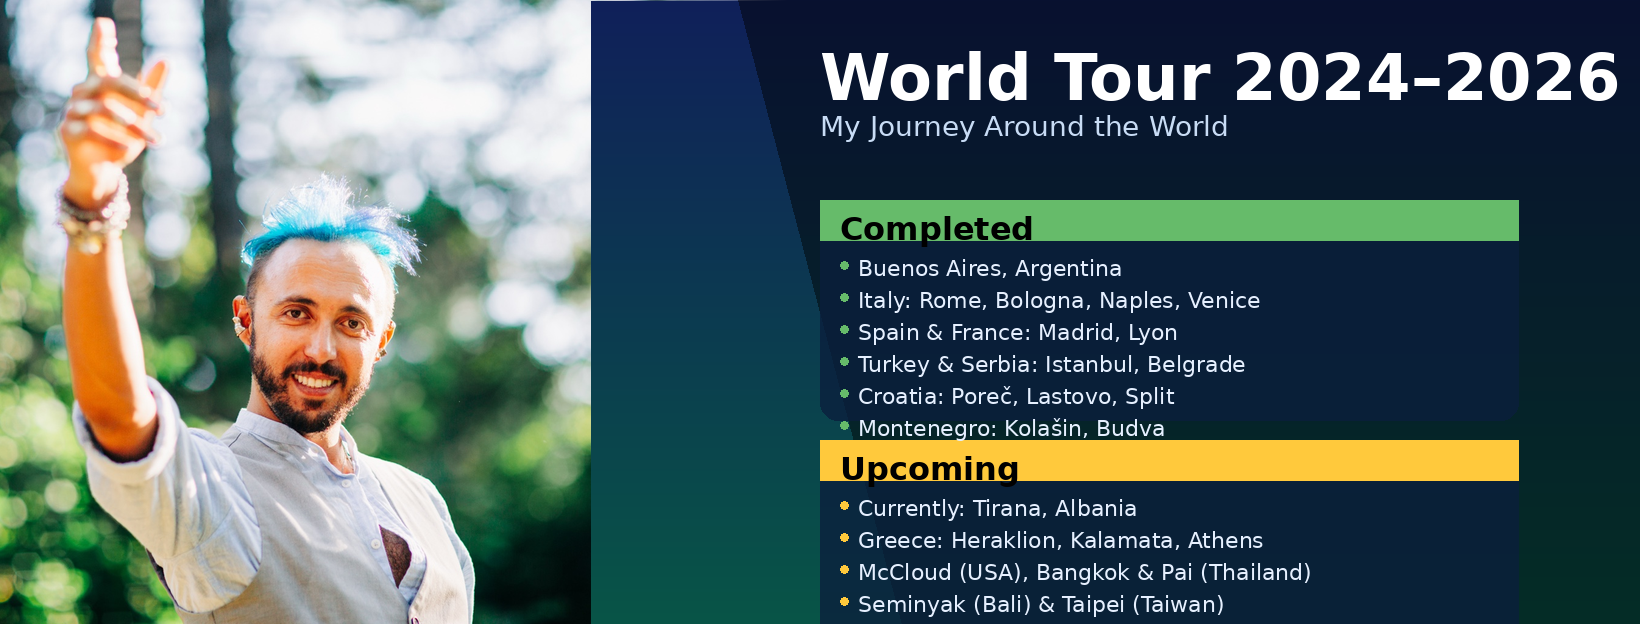 World Tour 2024–2026
My Journey Around the World
Completed
Buenos Aires, Argentina
Italy: Rome, Bologna, Naples, Venice
Spain & France: Madrid, Lyon
Turkey & Serbia: Istanbul, Belgrade
Croatia: Poreč, Lastovo, Split
Montenegro: Kolašin, Budva
Upcoming
Currently: Tirana, Albania
Greece: Heraklion, Kalamata, Athens
McCloud (USA), Bangkok & Pai (Thailand)
Seminyak (Bali) & Taipei (Taiwan)